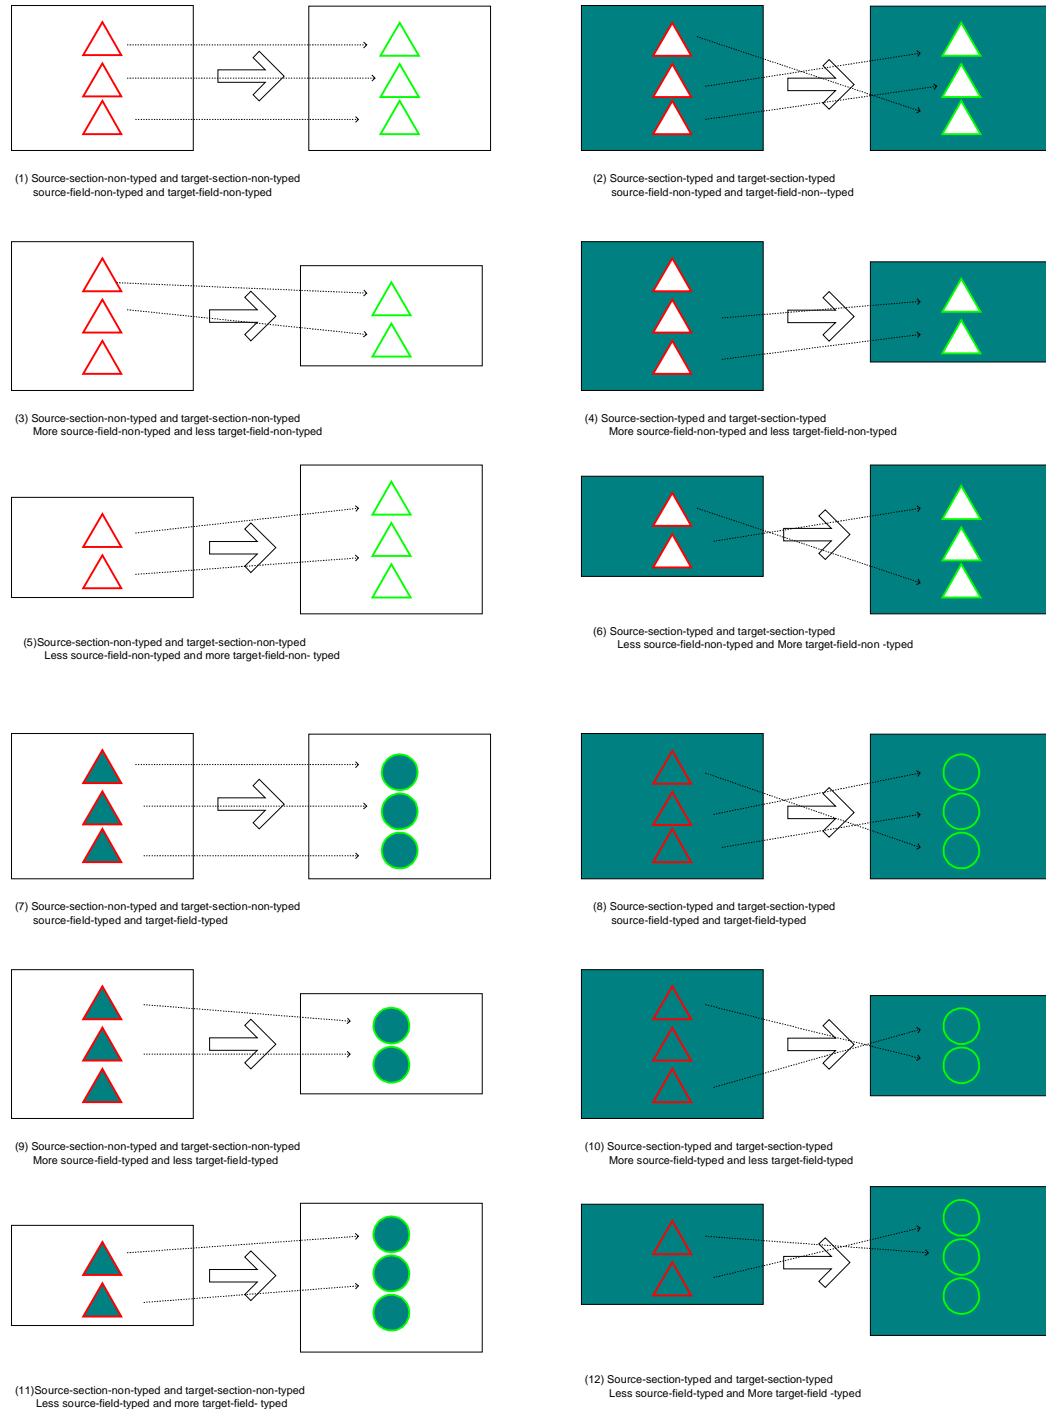 (1) Source-section-non-typed and target-section-non-typed
source-field-non-typed and target-field-non-typed
(2) Source-section-typed and target-section-typed
source-field-non-typed and target-field-non--typed
(3) Source-section-non-typed and target-section-non-typed
More source-field-non-typed and less target-field-non-typed
(4) Source-section-typed and target-section-typed
More source-field-non-typed and less target-field-non-typed
(5)Source-section-non-typed and target-section-non-typed
Less source-field-non-typed and more target-field-non- typed
(6) Source-section-typed and target-section-typed
Less source-field-non-typed and More target-field-non -typed
(7) Source-section-non-typed and target-section-non-typed
source-field-typed and target-field-typed
(8) Source-section-typed and target-section-typed
source-field-typed and target-field-typed
(9) Source-section-non-typed and target-section-non-typed
More source-field-typed and less target-field-typed
(10) Source-section-typed and target-section-typed
More source-field-typed and less target-field-typed
(11)Source-section-non-typed and target-section-non-typed
Less source-field-typed and more target-field- typed
(12) Source-section-typed and target-section-typed
Less source-field-typed and More target-field -typed